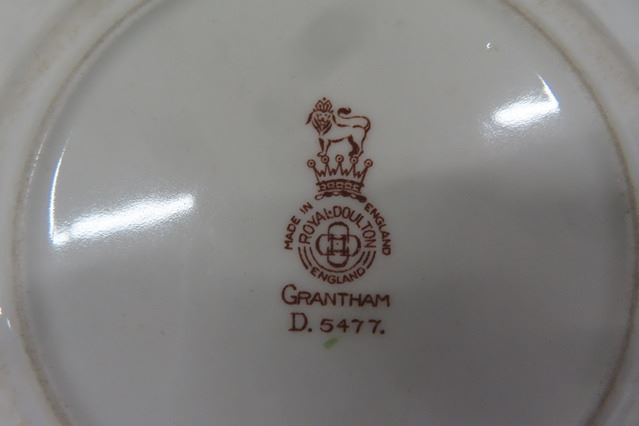 MADE IN ENGLAND
ROYAL·DOULTON
ENGLAND
GRANTHAM
D. 5477.